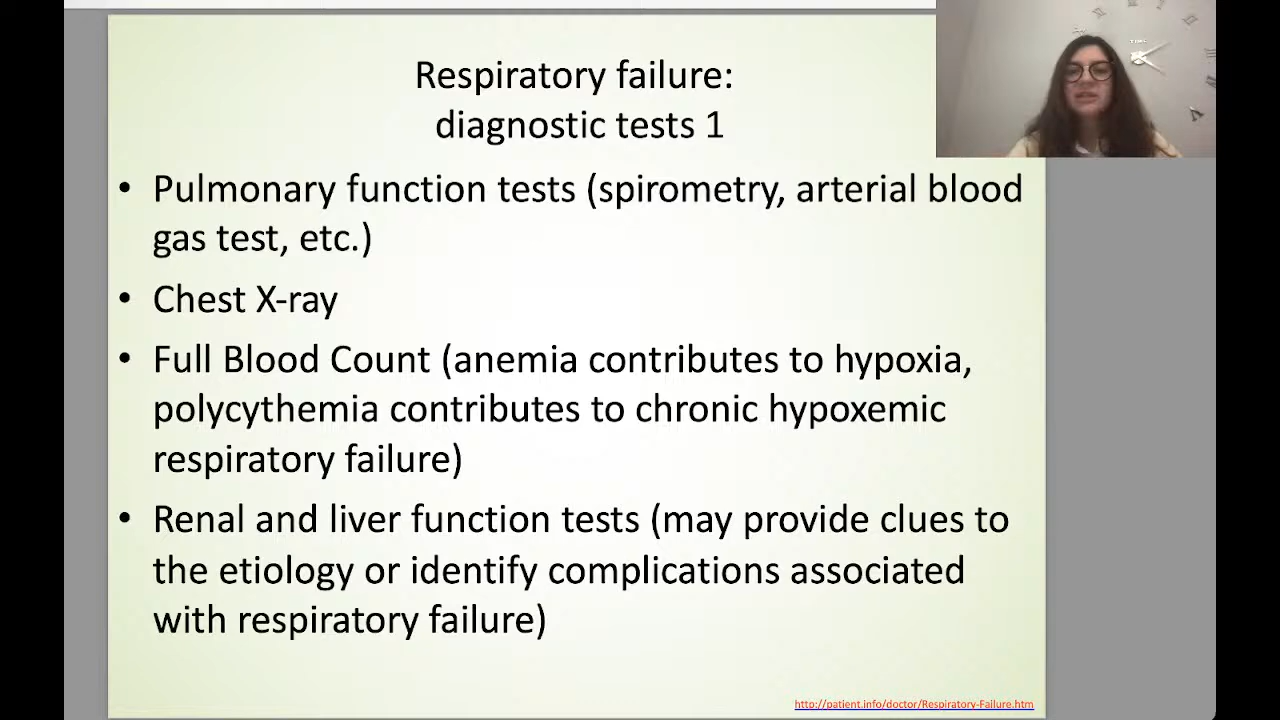 Respiratory failure:
diagnostic tests 1
• Pulmonary function tests (spirometry, arterial blood
gas test, etc.)
• Chest X-ray
• Full Blood Count (anemia contributes to hypoxia,
polycythemia contributes to chronic hypoxemic
respiratory failure)
• Renal and liver function tests (may provide clues to
the etiology or identify complications associated
with respiratory failure)
http://patient.info/doctor/Respiratory-Failure.htm